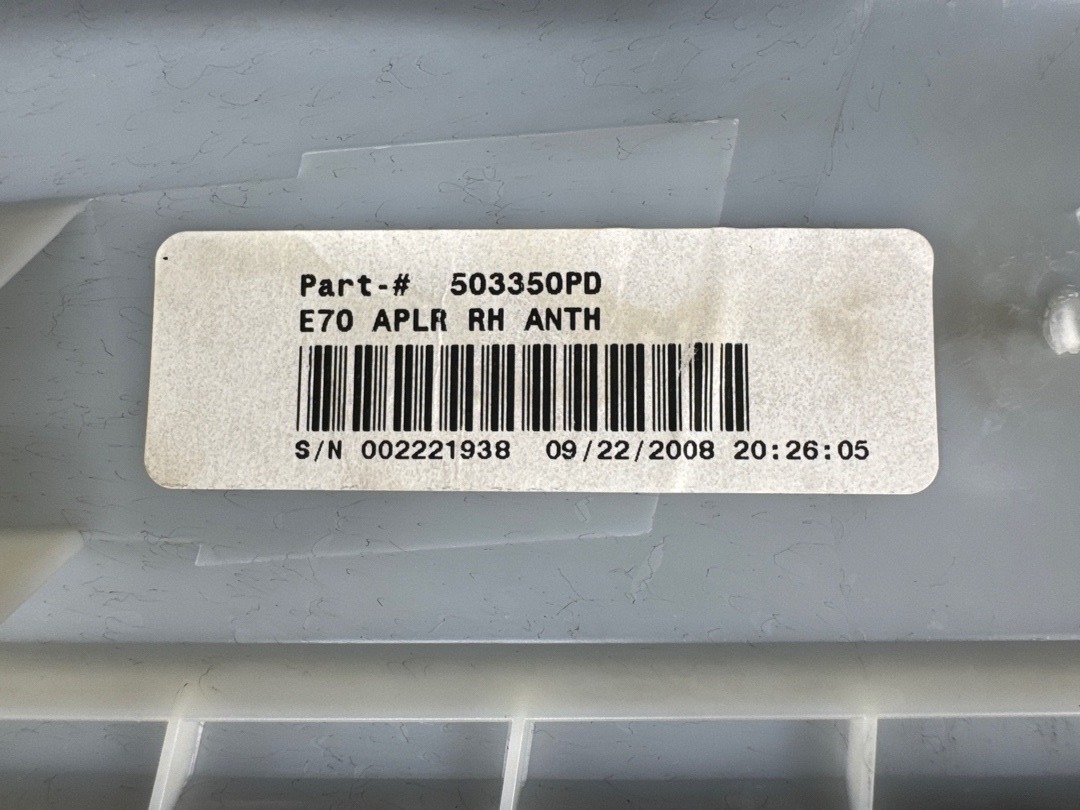 Part-# 503350PD
E70 APLR RH ANTH
S/N 002221938 09/22/2008 20:26:05